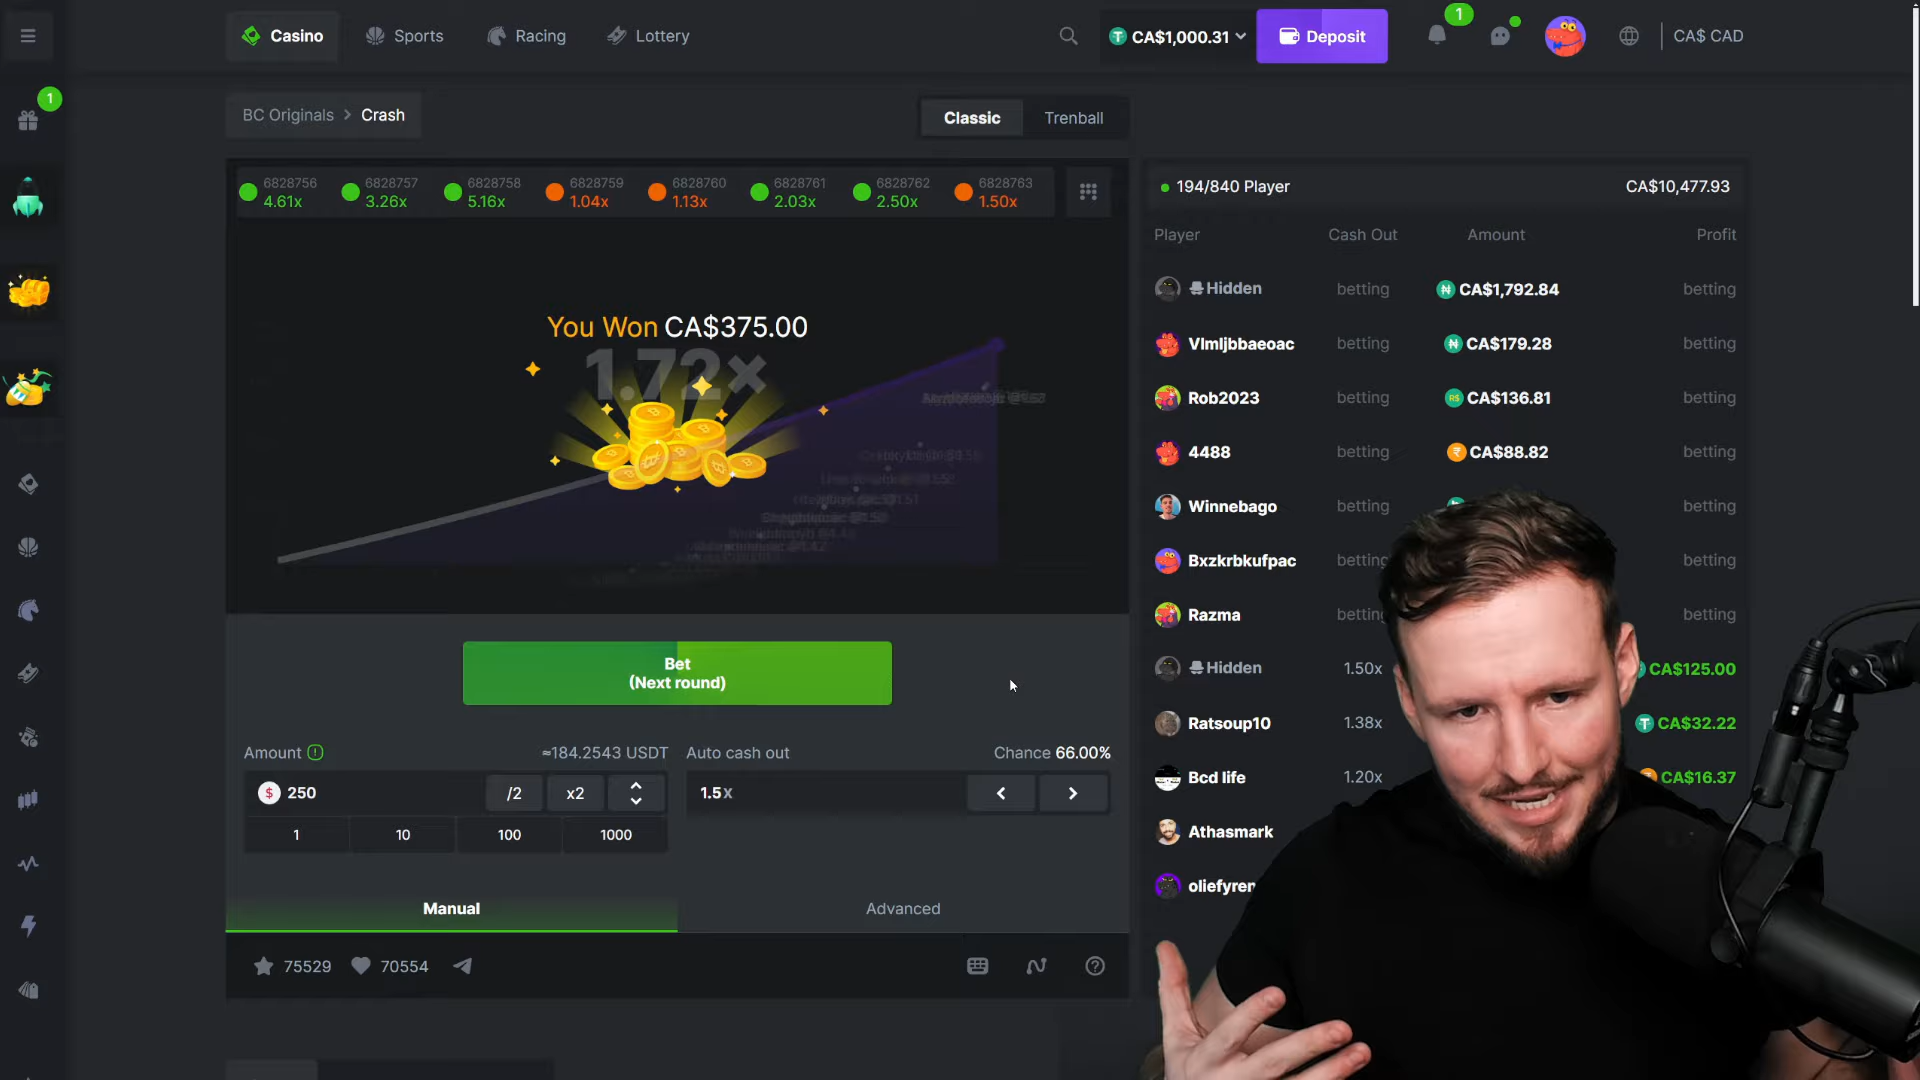 Casino
Sports
Racing
Lottery
CA$1,000.31
Deposit
1
CA$ CAD
1
BC Originals > Crash
Classic
Trenball
6828756
4.61x
6828757
3.26x
6828758
5.16x
6828759
1.04x
6828760
1.13x
6828761
2.03x
6828762
2.50x
6828763
1.50x
You Won CA$375.00
1.72×
Bet
(Next round)
Amount
≈184.2543 USDT
Auto cash out
Chance 66.00%
$ 250
/2
x2
1.5x
1
10
100
1000
Manual
Advanced
75529
70554
194/840 Player
CA$10,477.93
Player
Cash Out
Amount
Profit
Hidden
betting
CA$1,792.84
betting
Vlmljbbaeoac
betting
CA$179.28
betting
Rob2023
betting
CA$136.81
betting
4488
betting
CA$88.82
betting
Winnebago
betting
betting
Bxzkrbkufpac
betting
betting
Razma
betting
betting
Hidden
1.50x
CA$125.00
Ratsoup10
1.38x
CA$32.22
Bcd life
1.20x
CA$16.37
Athasmark
oliefyren